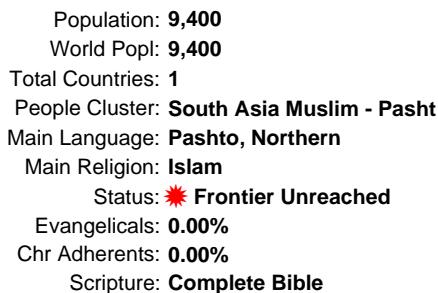 Population: 9,400
World Popl: 9,400
Total Countries: 1
People Cluster: South Asia Muslim - Pasht
Main Language: Pashto, Northern
Main Religion: Islam
Status: Frontier Unreached
Evangelicals: 0.00%
Chr Adherents: 0.00%
Scripture: Complete Bible